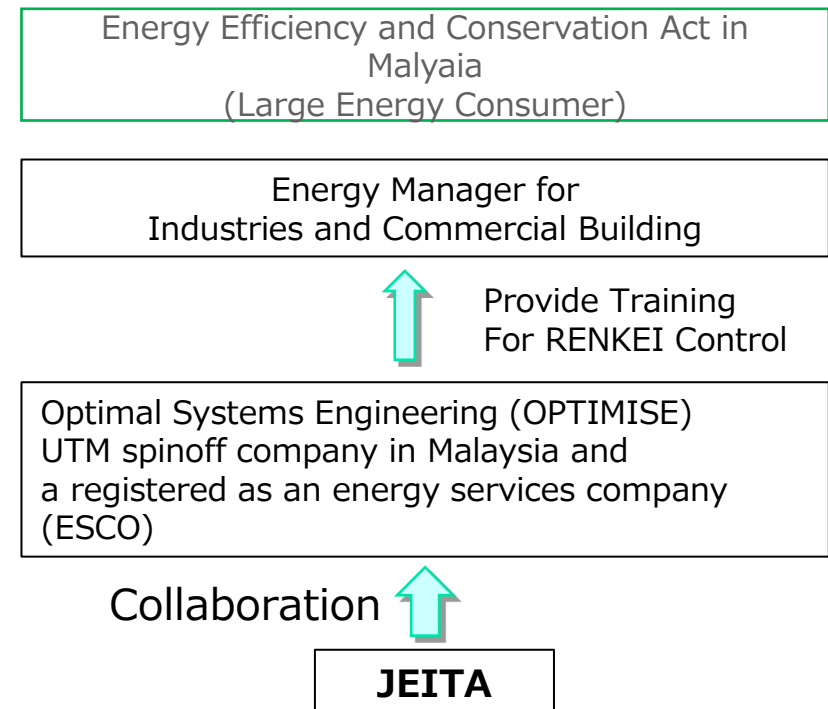 Energy Efficiency and Conservation Act in
Malyaia
(Large Energy Consumer)
Energy Manager for
Industries and Commercial Building
Provide Training
For RENKEI Control
Optimal Systems Engineering (OPTIMISE)
UTM spinoff company in Malaysia and
a registered as an energy services company
(ESCO)
Collaboration
JEITA